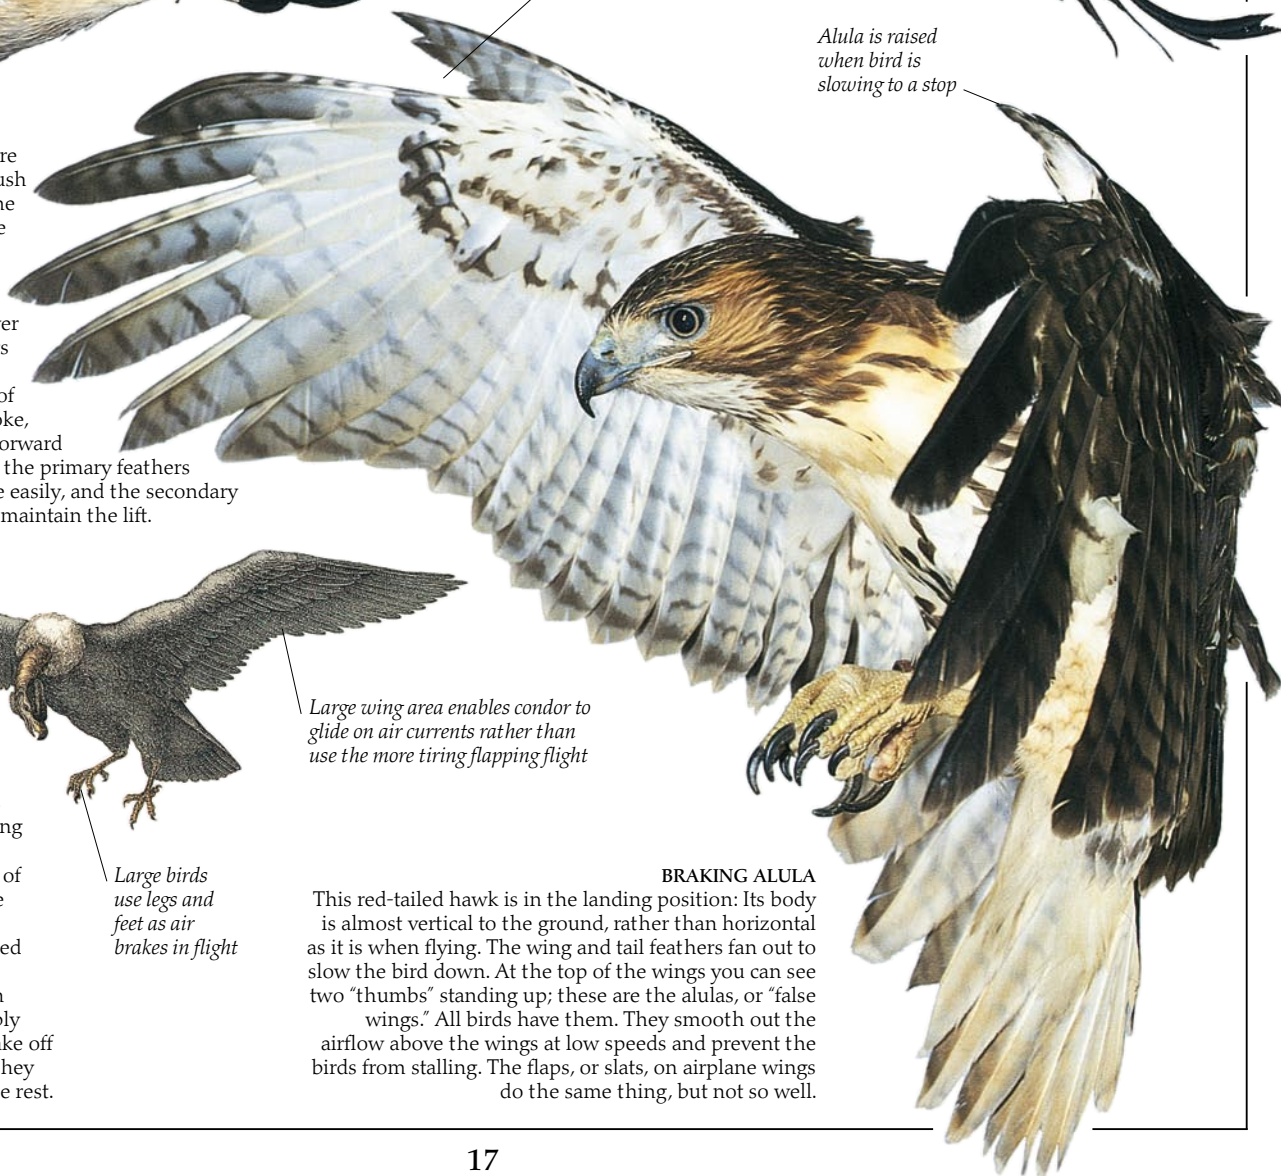 Alula is raised
when bird is
slowing to a stop
re
ush
ne
e
ver
s
of
oke,
orward
the primary feathers
e easily, and the secondary
maintain the lift.
Large wing area enables condor to
glide on air currents rather than
use the more tiring flapping flight
ng
of
e
ed
n
bly
ake off
hey
e rest.
Large birds
use legs and
feet as air
brakes in flight
BRAKING ALULA
This red-tailed hawk is in the landing position: Its body
is almost vertical to the ground, rather than horizontal
as it is when flying. The wing and tail feathers fan out to
slow the bird down. At the top of the wings you can see
two “thumbs” standing up; these are the alulas, or “false
wings.” All birds have them. They smooth out the
airflow above the wings at low speeds and prevent the
birds from stalling. The flaps, or slats, on airplane wings
do the same thing, but not so well.
17